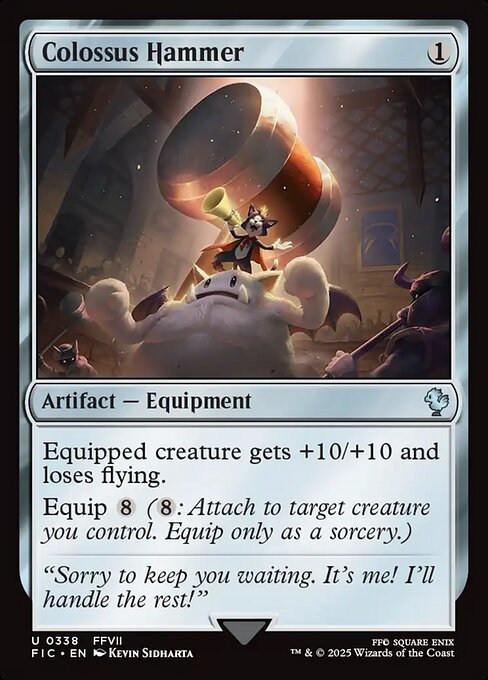 Colossus Hammer 1
Artifact — Equipment
Equipped creature gets +10/+10 and
loses flying.
Equip 8 (8: Attach to target creature
you control. Equip only as a sorcery.)
“Sorry to keep you waiting. It’s me! I’ll
handle the rest!”
U 0338 FFVII
FIC • EN Kevin Sidharta
FF© SQUARE ENIX
™ & © 2025 Wizards of the Coast